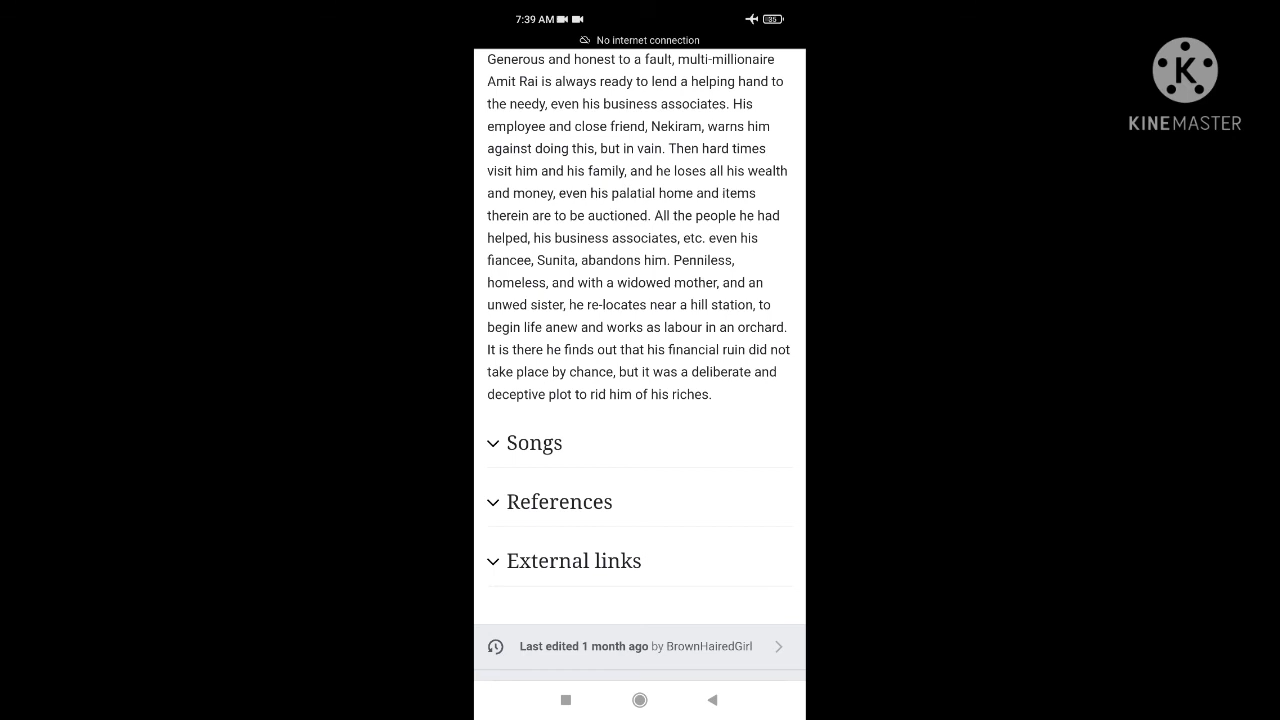 7:39 AM
35
No internet connection
K
KINEMASTER
Generous and honest to a fault, multi-millionaire
Amit Rai is always ready to lend a helping hand to
the needy, even his business associates. His
employee and close friend, Nekiram, warns him
against doing this, but in vain. Then hard times
visit him and his family, and he loses all his wealth
and money, even his palatial home and items
therein are to be auctioned. All the people he had
helped, his business associates, etc. even his
fiancee, Sunita, abandons him. Penniless,
homeless, and with a widowed mother, and an
unwed sister, he re-locates near a hill station, to
begin life anew and works as labour in an orchard.
It is there he finds out that his financial ruin did not
take place by chance, but it was a deliberate and
deceptive plot to rid him of his riches.
Songs
References
External links
Last edited 1 month ago by BrownHairedGirl